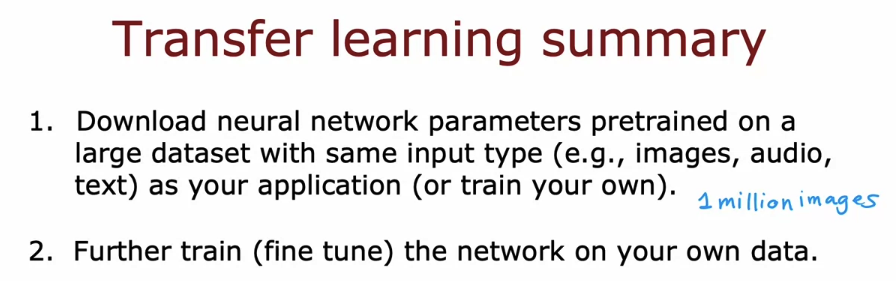 Transfer learning summary
1. Download neural network parameters pretrained on a
large dataset with same input type (e.g., images, audio,
text) as your application (or train your own).
1 million images
2. Further train (fine tune) the network on your own data.